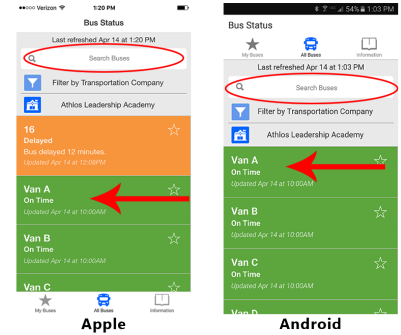 ●●○○○ Verizon 1:20 PM
Bus Status
Last refreshed Apr 14 at 1:20 PM
Search Buses
Filter by Transportation Company
Athlos Leadership Academy
16
Delayed
Bus delayed 12 minutes.
Updated Apr 14 at 12:08PM
Van A
On Time
Updated Apr 14 at 10:00AM
Van B
On Time
Updated Apr 14 at 10:00AM
Van C
My Buses
All Buses
Information
Apple
54% 1:03 PM
Bus Status
My Buses
All Buses
Information
Last refreshed Apr 14 at 1:03 PM
Search Buses
Filter by Transportation Company
Athlos Leadership Academy
Van A
On Time
Updated Apr 14 at 10:00AM
Van B
On Time
Updated Apr 14 at 10:00AM
Van C
On Time
Updated Apr 14 at 10:00AM
Van D
Android